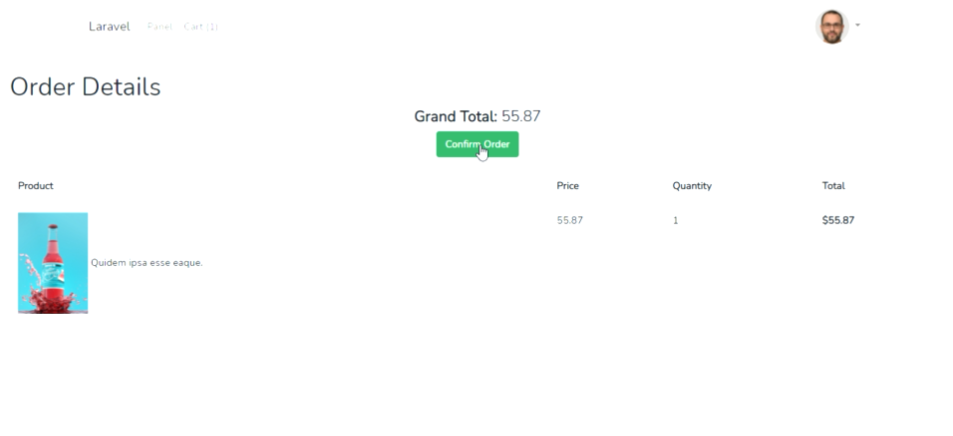 Laravel Panel Cart (1)
Order Details
Grand Total: 55.87
Confirm Order
Product Price Quantity Total
55.87 1 $55.87
Quidem ipsa esse eaque.